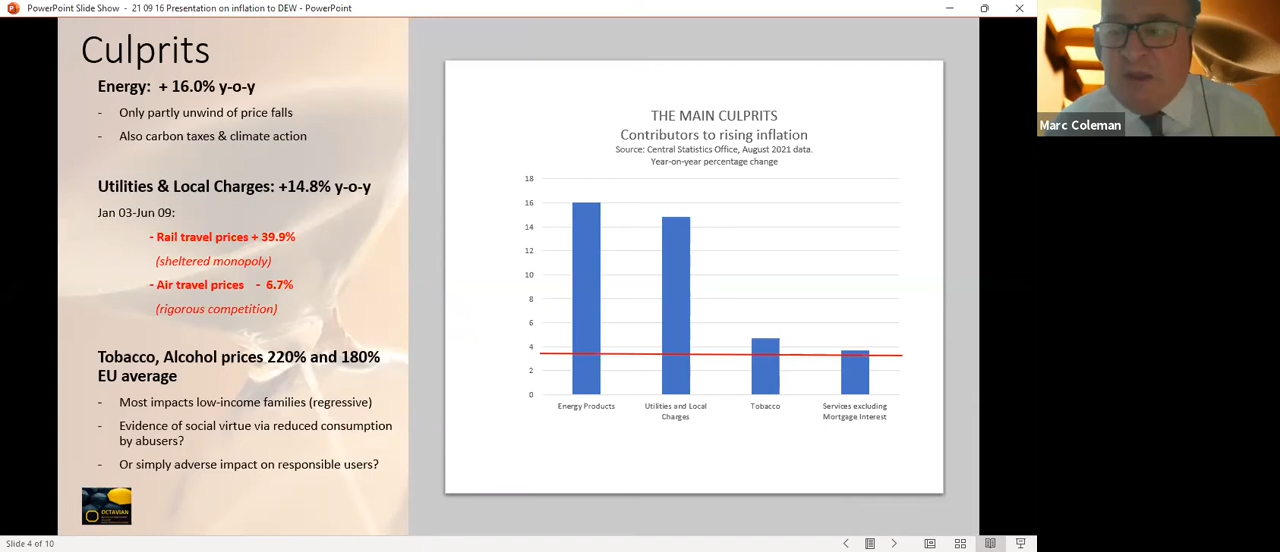 PowerPoint Slide Show - 21 09 16 Presentation on inflation to DEW - PowerPoint
Culprits
Energy: + 16.0% y-o-y
- Only partly unwind of price falls
- Also carbon taxes & climate action
Utilities & Local Charges: +14.8% y-o-y
Jan 03-Jun 09:
- Rail travel prices + 39.9%
(sheltered monopoly)
- Air travel prices - 6.7%
(rigorous competition)
Tobacco, Alcohol prices 220% and 180%
EU average
- Most impacts low-income families (regressive)
- Evidence of social virtue via reduced consumption
by abusers?
- Or simply adverse impact on responsible users?
OCTAVIAN
THE MAIN CULPRITS
Contributors to rising inflation
Source: Central Statistics Office, August 2021 data.
Year-on-year percentage change
18
16
14
12
10
8
6
4
2
0
Energy Products
Utilities and Local
Charges
Tobacco
Services excluding
Mortgage Interest
Marc Coleman
Slide 4 of 10